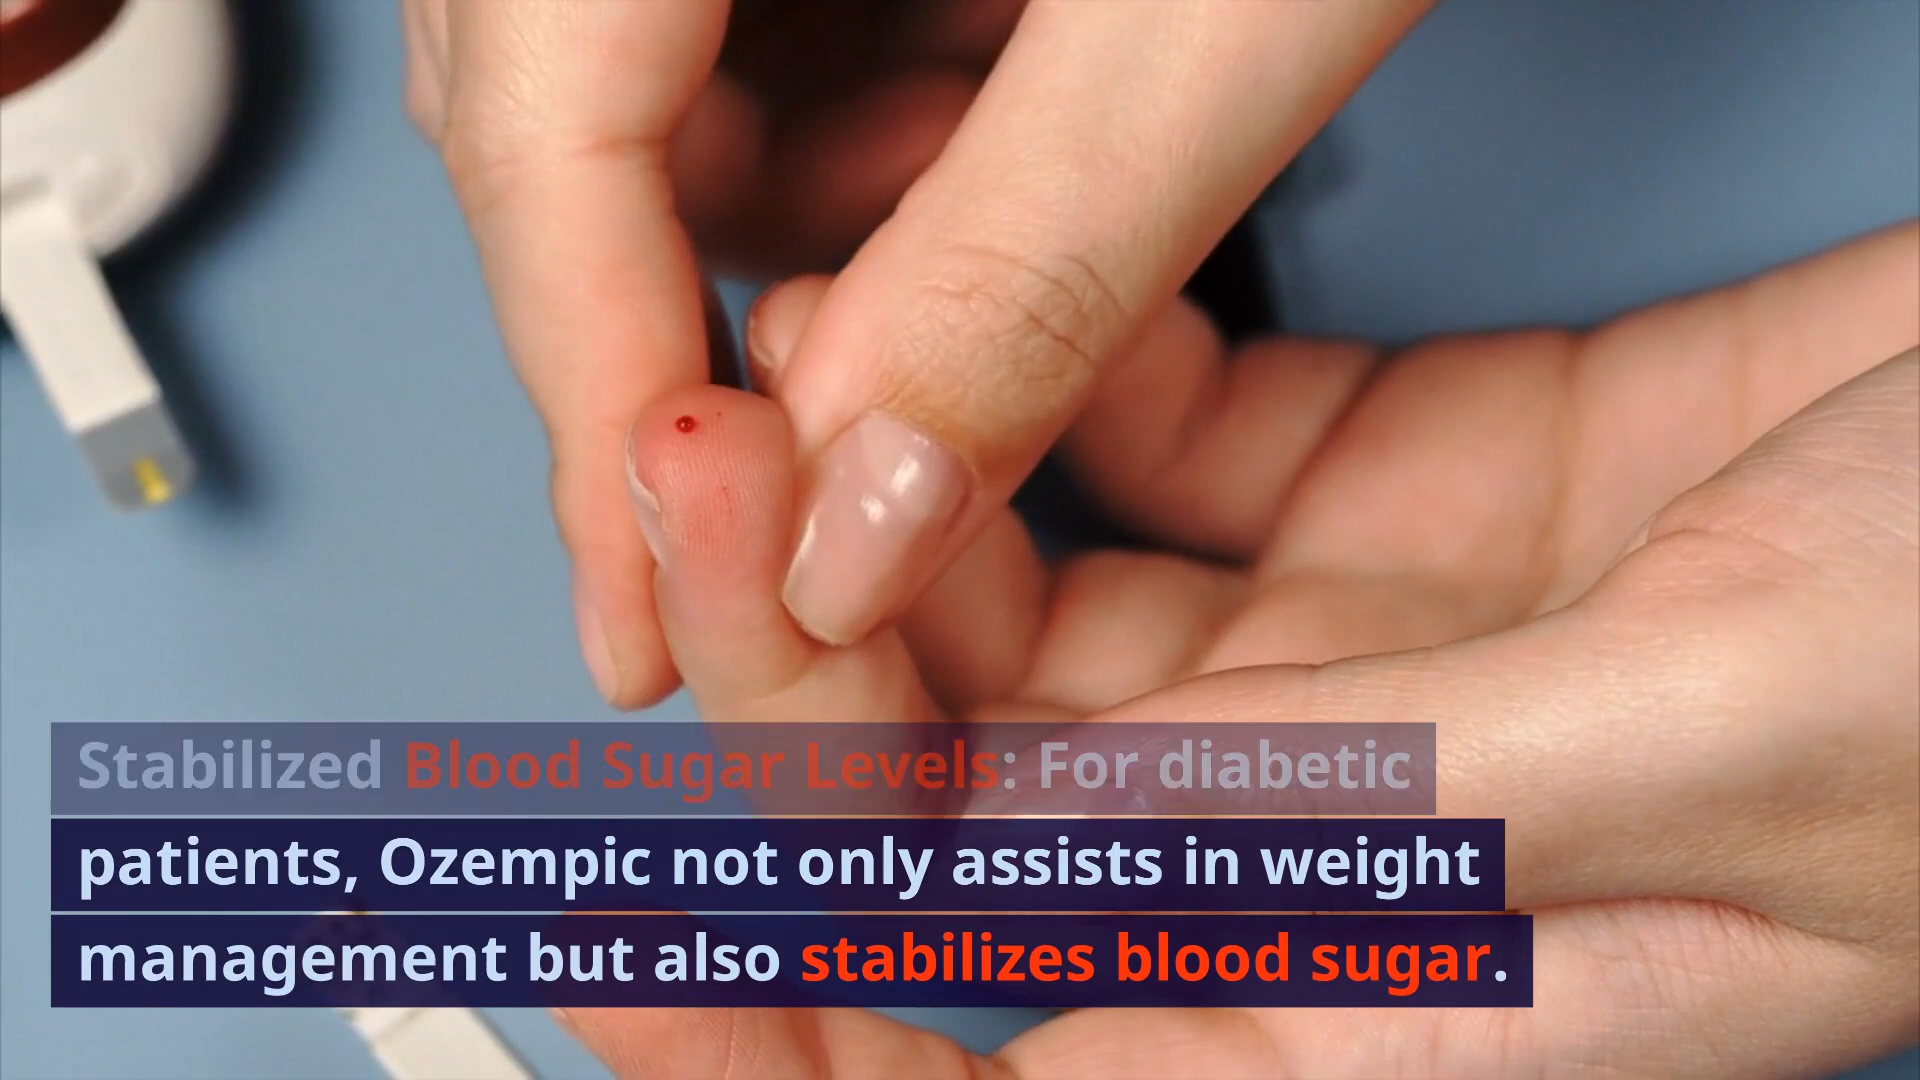 Stabilized Blood Sugar Levels: For diabetic
patients, Ozempic not only assists in weight
management but also stabilizes blood sugar.